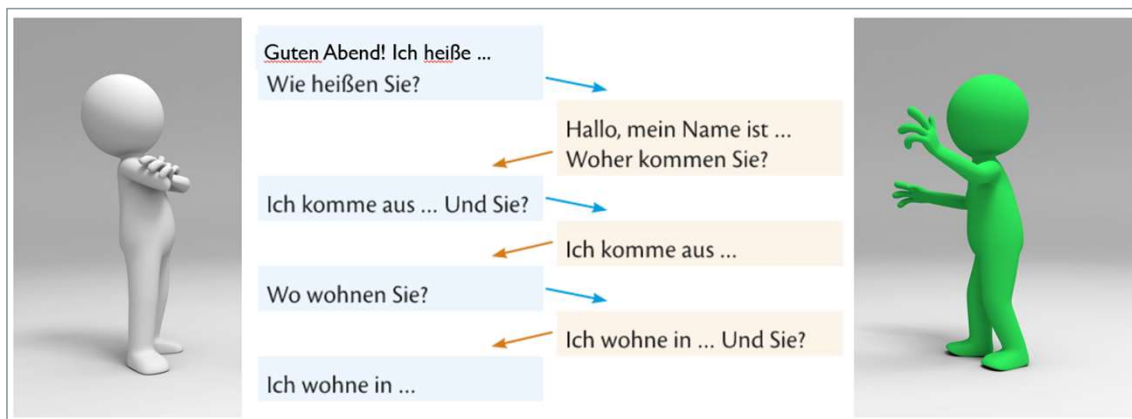 Guten Abend! Ich heiße ...
Wie heißen Sie?
Hallo, mein Name ist ...
Woher kommen Sie?
Ich komme aus ... Und Sie?
Ich komme aus ...
Wo wohnen Sie?
Ich wohne in ... Und Sie?
Ich wohne in ...